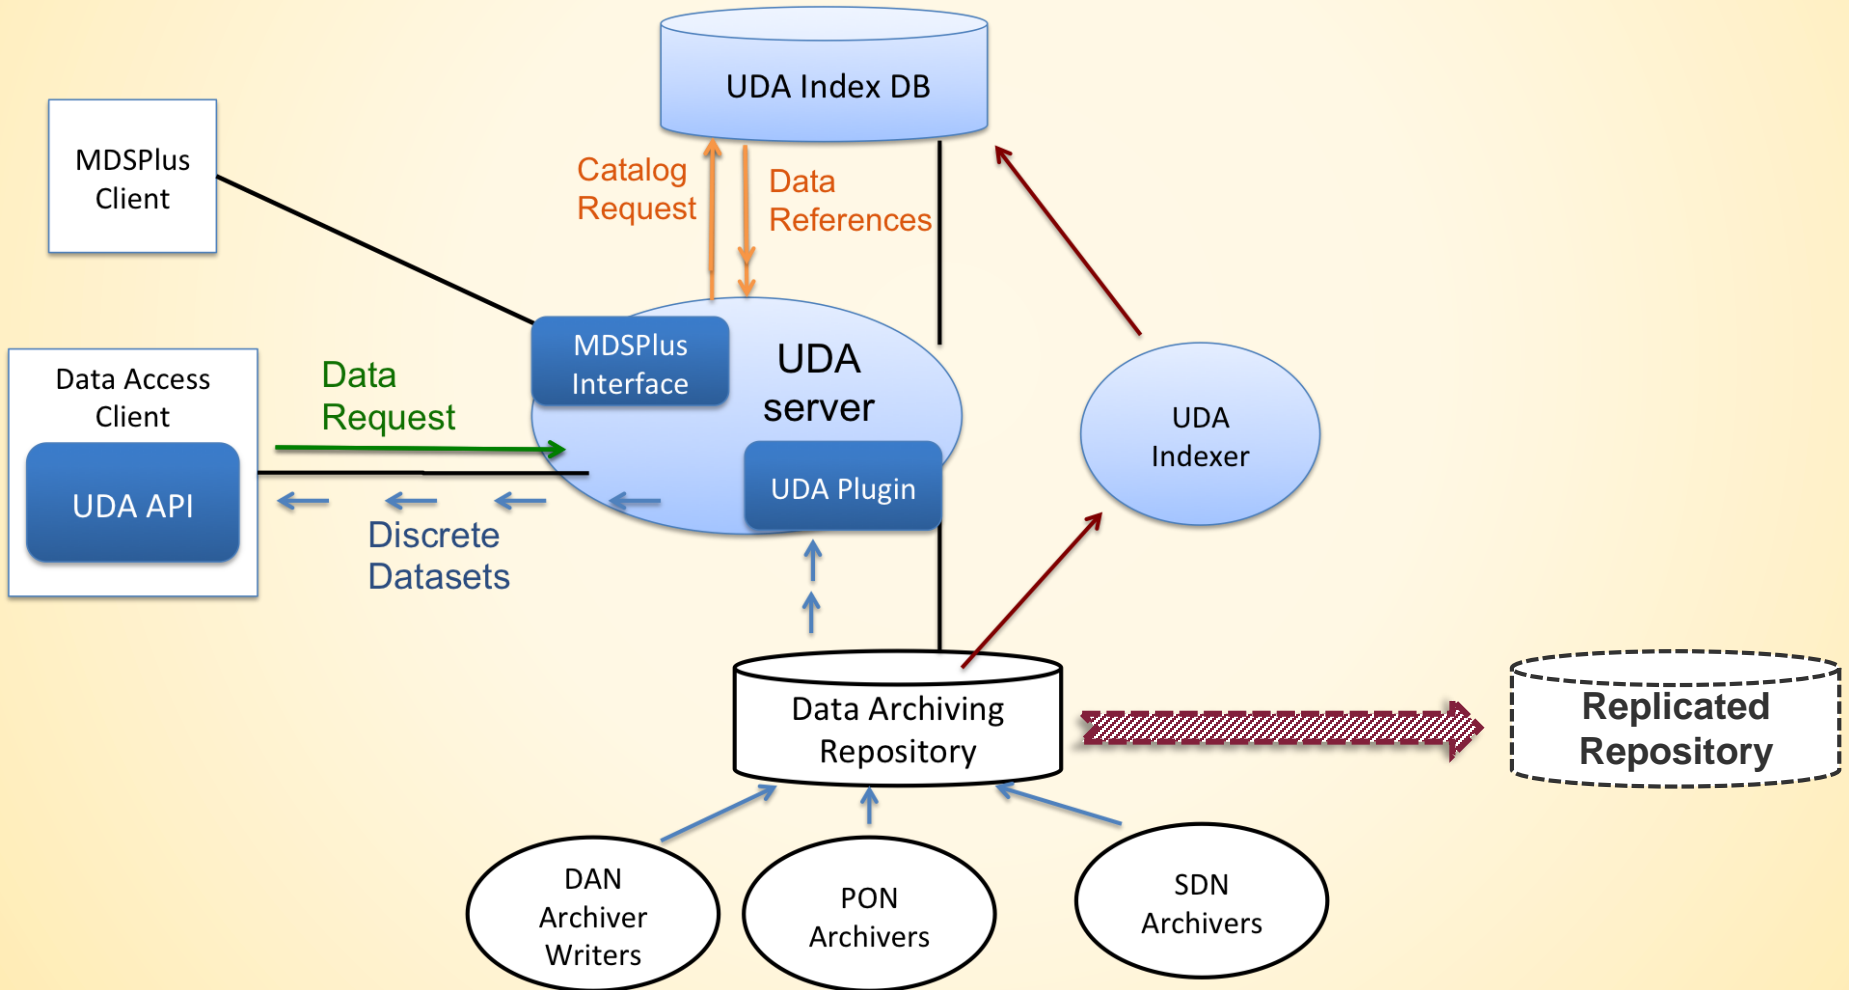 UDA Index DB
MDSPlus
Client
Catalog
Request
Data
References
MDSPlus
Interface
UDA
server
Data Access
Client
UDA API
Data
Request
UDA Plugin
Discrete
Datasets
UDA
Indexer
Data Archiving
Repository
Replicated
Repository
DAN
Archiver
Writers
PON
Archivers
SDN
Archivers